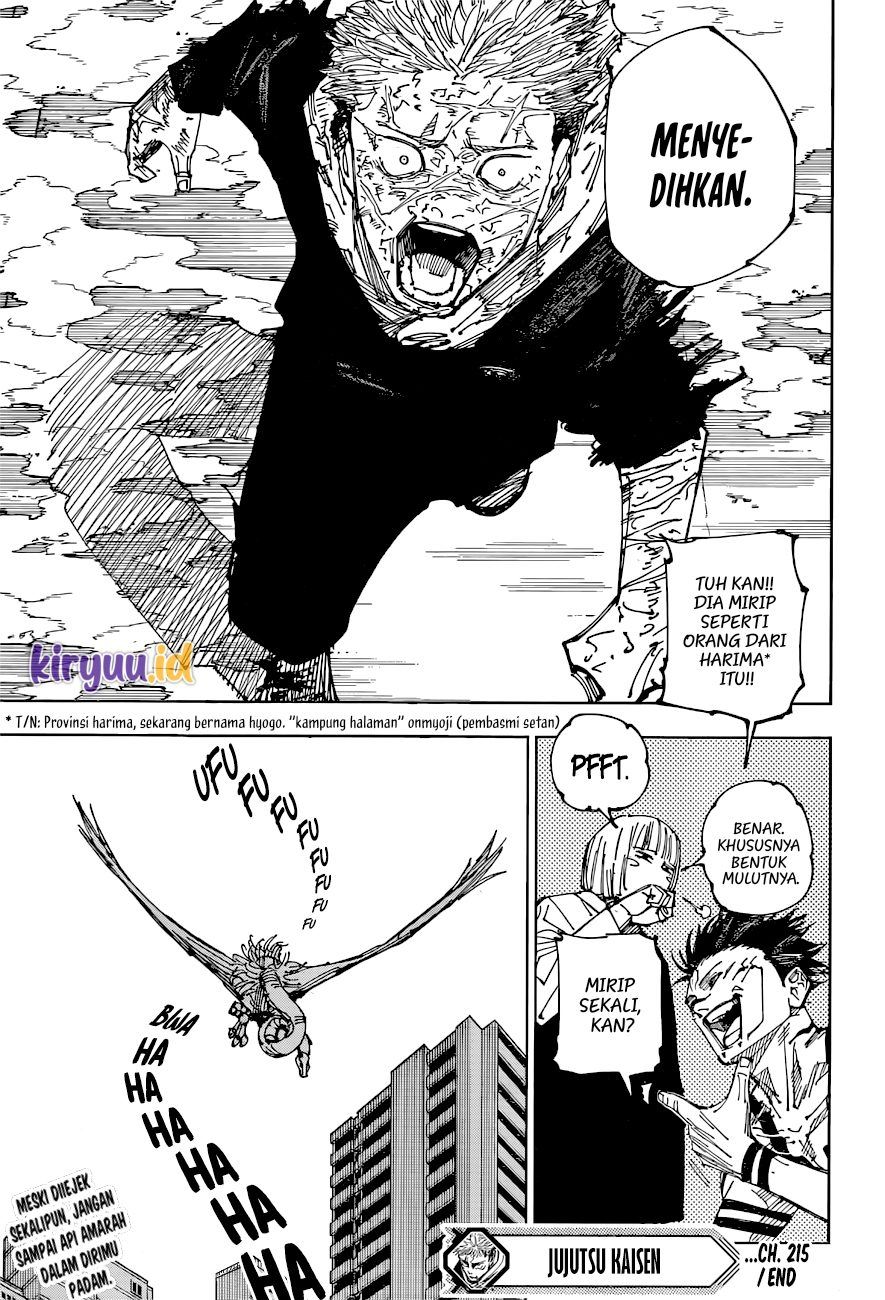 MENYE-
DIHKAN.
TUH KAN!!
DIA MIRIP
SEPERTI
ORANG DARI
HARIMA*
ITU!!
kiryuu.id
* T/N: Provinsi harima, sekarang bernama hyogo. "kampung halaman" onmyoji (pembasmi setan)
PFFT.
BENAR.
KHUSUSNYA
BENTUK
MULUTNYA.
MIRIP
SEKALI,
KAN?
UFU
FU
FU
FU
FU
FU
FU
FU
BWA
HA
HA
HA
HA
HA
HA
HA
MESKI DIEJEK
SEKALIPUN, JANGAN
SAMPAI API AMARAH
DALAM DIRIMU
PADAM.
JUJUTSU KAISEN
...CH. 215
/ END